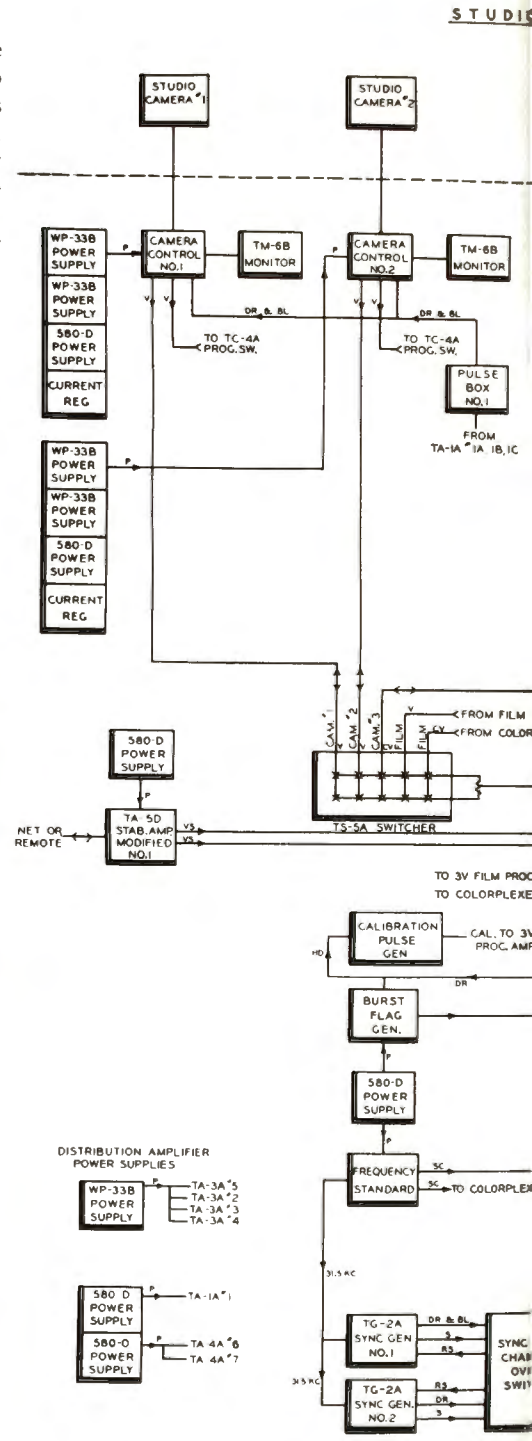 STUDIO
CAMERA #1
STUDIO
CAMERA #2
WP-33B
POWER
SUPPLY
WP-33B
POWER
SUPPLY
580-D
POWER
SUPPLY
CURRENT
REG
P
CAMERA
CONTROL
NO.1
TM-6B
MONITOR
P
CAMERA
CONTROL
NO.2
TM-6B
MONITOR
V
V
DR & BL
V
V
DR & BL
TO TC-4A
PROG. SW.
TO TC-4A
PROG. SW.
PULSE
BOX
NO.1
FROM
TA-1A #1A, 1B, 1C
WP-33B
POWER
SUPPLY
WP-33B
POWER
SUPPLY
580-D
POWER
SUPPLY
CURRENT
REG
P
CAM. #1
V
CAM. #2
V
CAM. #3
CV
FILM
V
FILM
CV
FROM FILM
FROM COLOR
TS-5A SWITCHER
580-D
POWER
SUPPLY
P
NET OR
REMOTE
TA-5D
STAB. AMP.
MODIFIED
NO.1
VS
VS
TO 3V FILM PROC
TO COLORPLEXE
CALIBRATION
PULSE
GEN
CAL. TO 3V
PROC. AMP
HD
DR
BURST
FLAG
GEN.
P
580-D
POWER
SUPPLY
P
FREQUENCY
STANDARD
SC
SC
TO COLORPLEX
DISTRIBUTION AMPLIFIER
POWER SUPPLIES
WP-33B
POWER
SUPPLY
P
TA-3A #5
TA-3A #2
TA-3A #3
TA-3A #4
580 D
POWER
SUPPLY
P
TA-1A #1
580-D
POWER
SUPPLY
P
TA 4A #6
TA 4A #7
31.5 KC
31.5 KC
TG-2A
SYNC GEN
NO.1
DR & BL
S
RS
TG-2A
SYNC GEN.
NO.2
RS
DR
S
SYNC
CHAN
OVE
SWIT